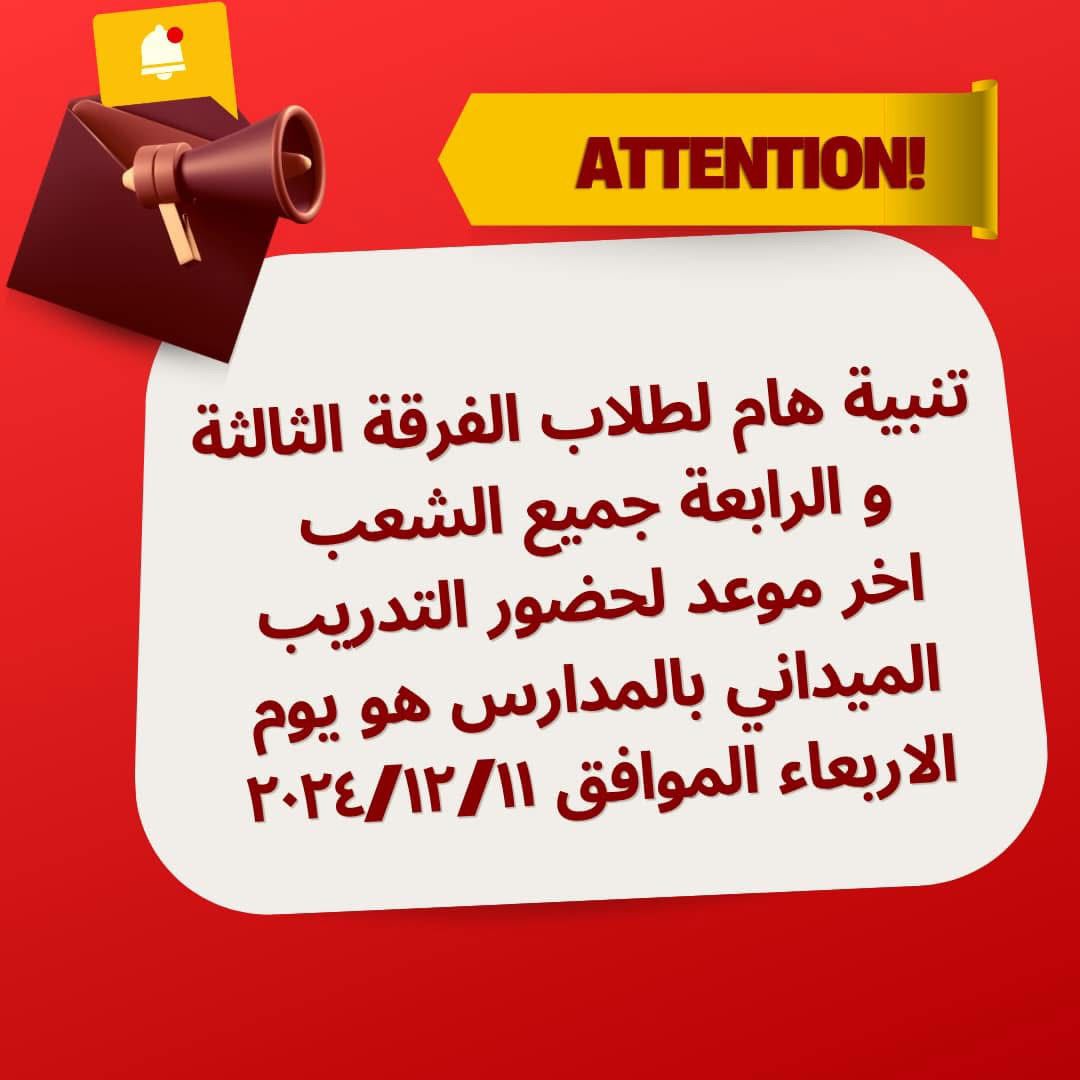 ATTENTION!
تنبية هام لطلاب الفرقة الثالثة
و الرابعة جميع الشعب
اخر موعد لحضور التدريب
الميداني بالمدارس هو يوم
الاربعاء الموافق ١١/١٢/٢٠٢٤